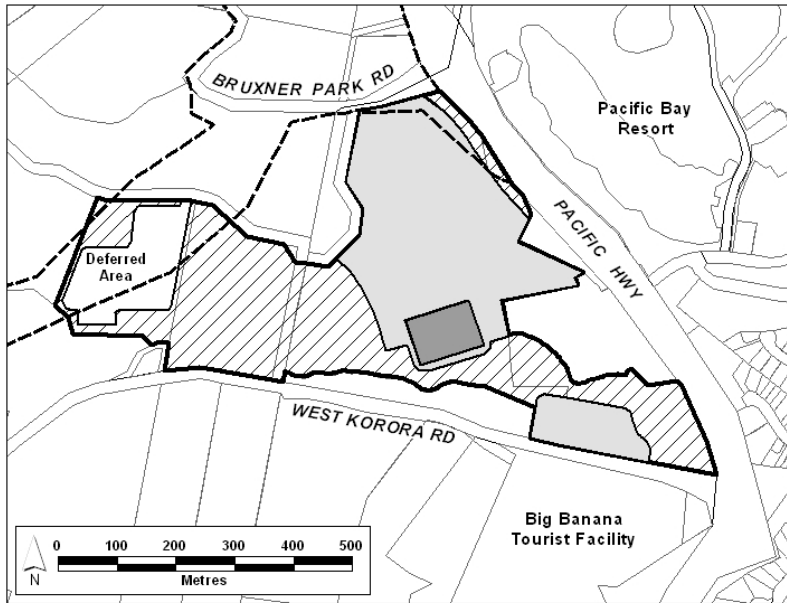 BRUXNER PARK RD
Pacific Bay
Resort
PACIFIC HWY
Deferred
Area
WEST KORORA RD
Big Banana
Tourist Facility
0 100 200 300 400 500
Metres
N